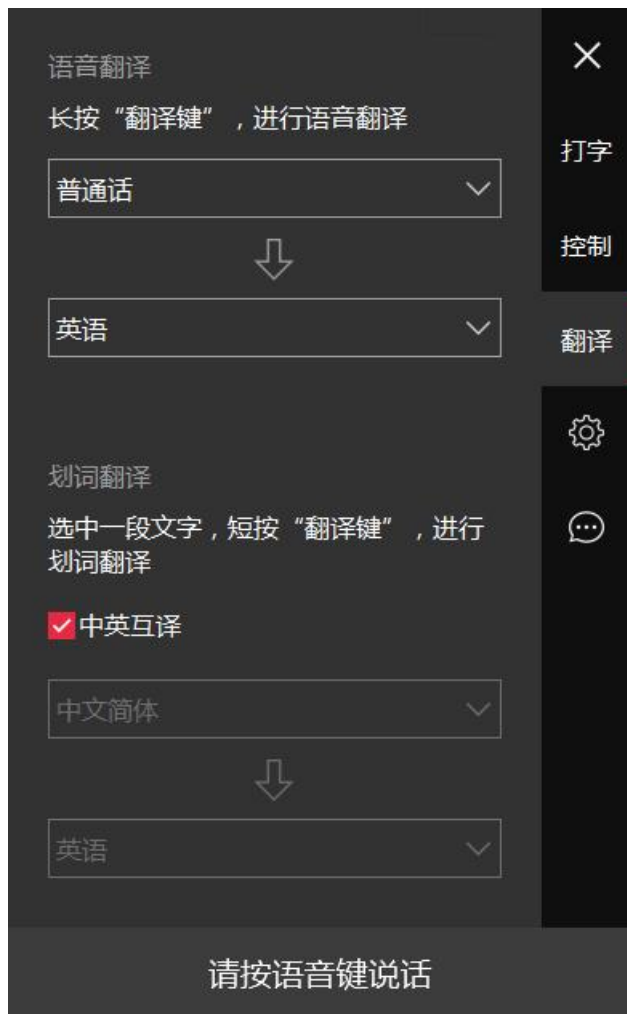 语音翻译
长按“翻译键”，进行语音翻译
普通话
英语
划词翻译
选中一段文字，短按“翻译键”，进行
划词翻译
中英互译
中文简体
英语
打字
控制
翻译
请按语音键说话